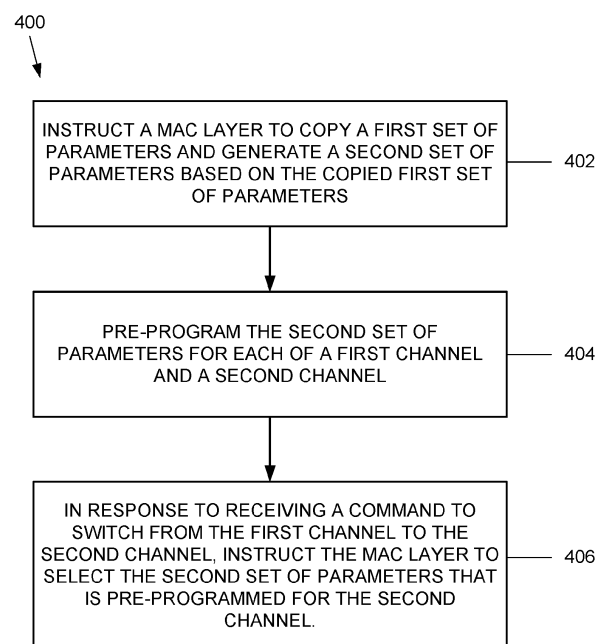 400
INSTRUCT A MAC LAYER TO COPY A FIRST SET OF
PARAMETERS AND GENERATE A SECOND SET OF
PARAMETERS BASED ON THE COPIED FIRST SET
OF PARAMETERS
402
PRE-PROGRAM THE SECOND SET OF
PARAMETERS FOR EACH OF A FIRST CHANNEL
AND A SECOND CHANNEL
404
IN RESPONSE TO RECEIVING A COMMAND TO
SWITCH FROM THE FIRST CHANNEL TO THE
SECOND CHANNEL, INSTRUCT THE MAC LAYER TO
SELECT THE SECOND SET OF PARAMETERS THAT
IS PRE-PROGRAMMED FOR THE SECOND
CHANNEL.
406